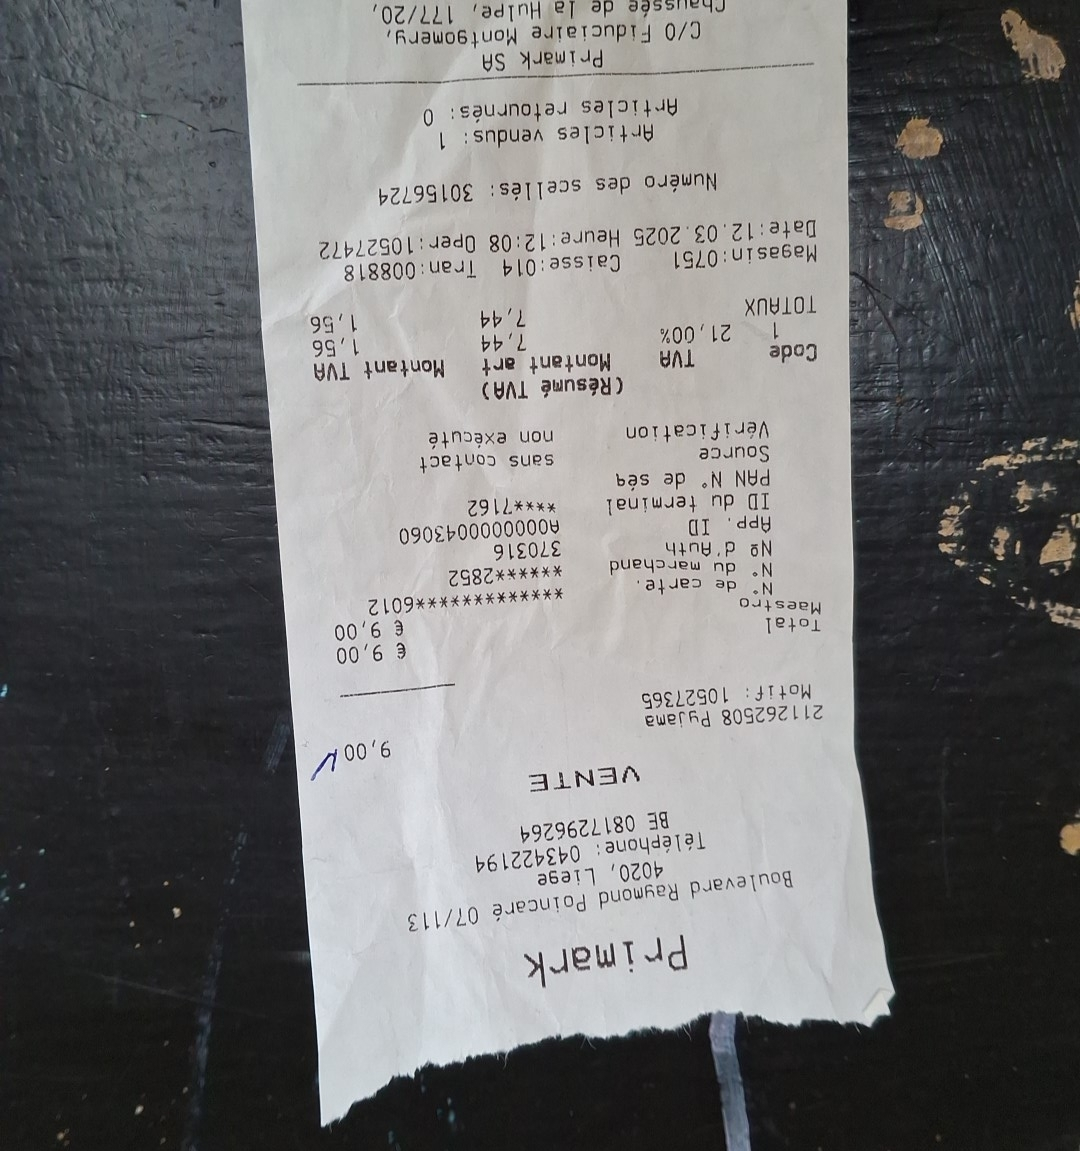 Primark
Boulevard Raymond Poincaré 07/113
4020, Liege
Téléphone: 043422194
BE 0817296264
VENTE
211262508 Pyjama 9,00
Motif: 10527365
Total € 9,00
Maestro € 9,00
N° de carte. **************6012
N° du marchand ******2852
Nº d'Auth 370316
App. ID A0000000043060
ID du terminal ****7162
PAN N° de séq
Source sans contact
Vérification non exécuté
(Résumé TVA)
Code TVA Montant art Montant TVA
1 21,00% 7,44 1,56
TOTAUX 7,44 1,56
Magasin:0751 Caisse:014 Tran:008818
Date:12.03.2025 Heure:12:08 Oper:10527472
Numéro des scellés: 30156724
Articles vendus: 1
Articles retournés: 0
Primark SA
C/O Fiduciaire Montgomery,
Chaussée de la Hulpe, 177/20,